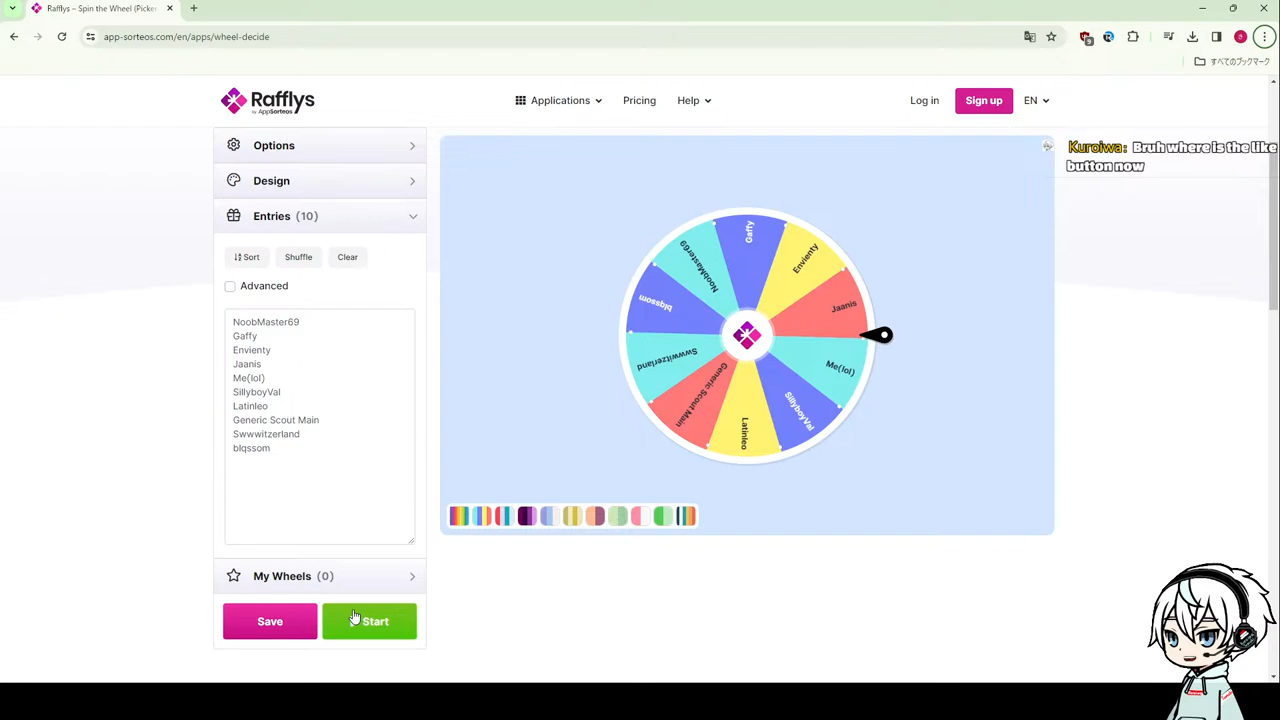 Rafflys – Spin the Wheel (Picker
app-sorteos.com/en/apps/wheel-decide
すべてのブックマーク
Rafflys
by AppSorteos
Applications
Pricing
Help
Log in
Sign up
EN
Options
Design
Entries (10)
Sort
Shuffle
Clear
Advanced
NoobMaster69
Gaffy
Envienty
Jaanis
Me(lol)
SillyboyVal
Latinleo
Generic Scout Main
Swwwitzerland
blqssom
My Wheels (0)
Save
Start
Gaffy
Envienty
Jaanis
Me(lol)
SillyboyVal
Latinleo
Generic Scout Main
Swwwitzerland
blqssom
NoobMaster69
Kuroiwa: Bruh where is the like
button now